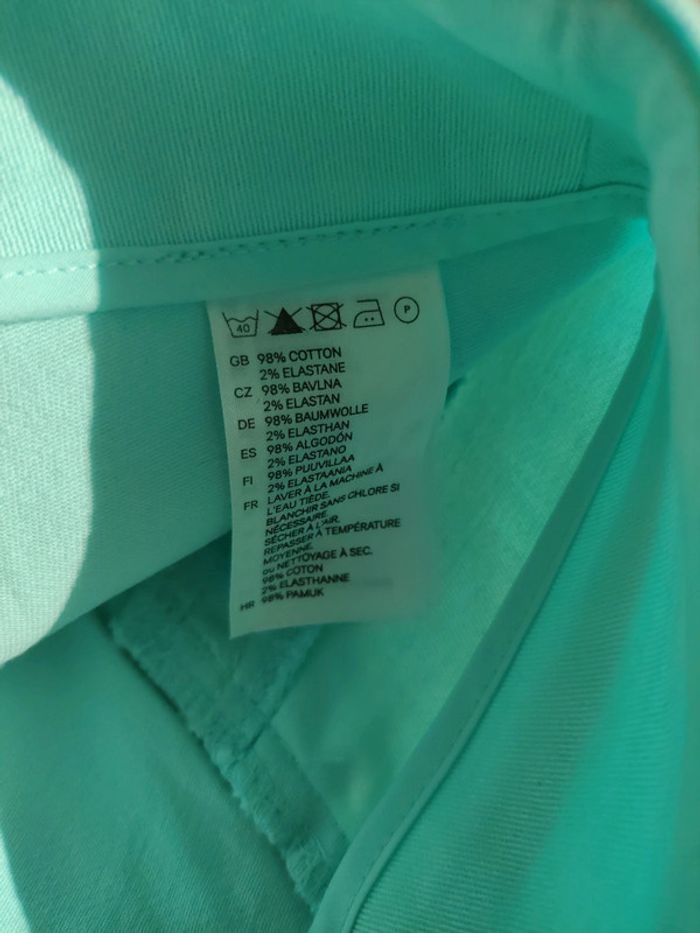 40 P
GB 98% COTTON
2% ELASTANE
CZ 98% BAVLNA
2% ELASTAN
DE 98% BAUMWOLLE
2% ELASTHAN
ES 98% ALGODÓN
2% ELASTANO
FI 98% PUUVILLAA
2% ELASTAANIA
FR LAVER À LA MACHINE À
L'EAU TIÈDE.
BLANCHIR SANS CHLORE SI
NÉCESSAIRE.
SÉCHER À L'AIR.
REPASSER À TEMPÉRATURE
MOYENNE.
OU NETTOYAGE À SEC.
98% COTON
2% ELASTHANNE
HR 98% PAMUK